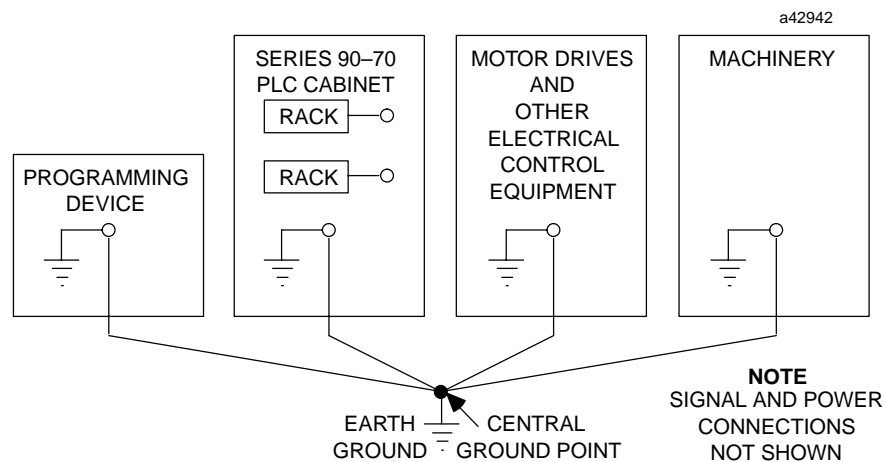 a42942
PROGRAMMING
DEVICE
SERIES 90–70
PLC CABINET
RACK
RACK
MOTOR DRIVES
AND
OTHER
ELECTRICAL
CONTROL
EQUIPMENT
MACHINERY
EARTH
GROUND
CENTRAL
GROUND POINT
NOTE
SIGNAL AND POWER
CONNECTIONS
NOT SHOWN